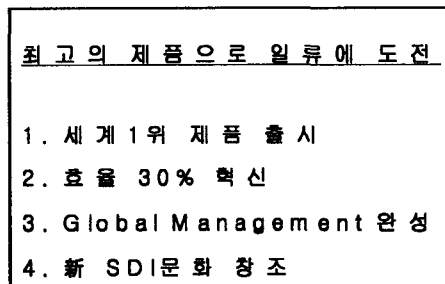 최고의 제품으로 일류에 도전
1. 세계1위 제품 출시
2. 효율 30% 혁신
3. Global Management 완성
4. 新 SDI문화 창조